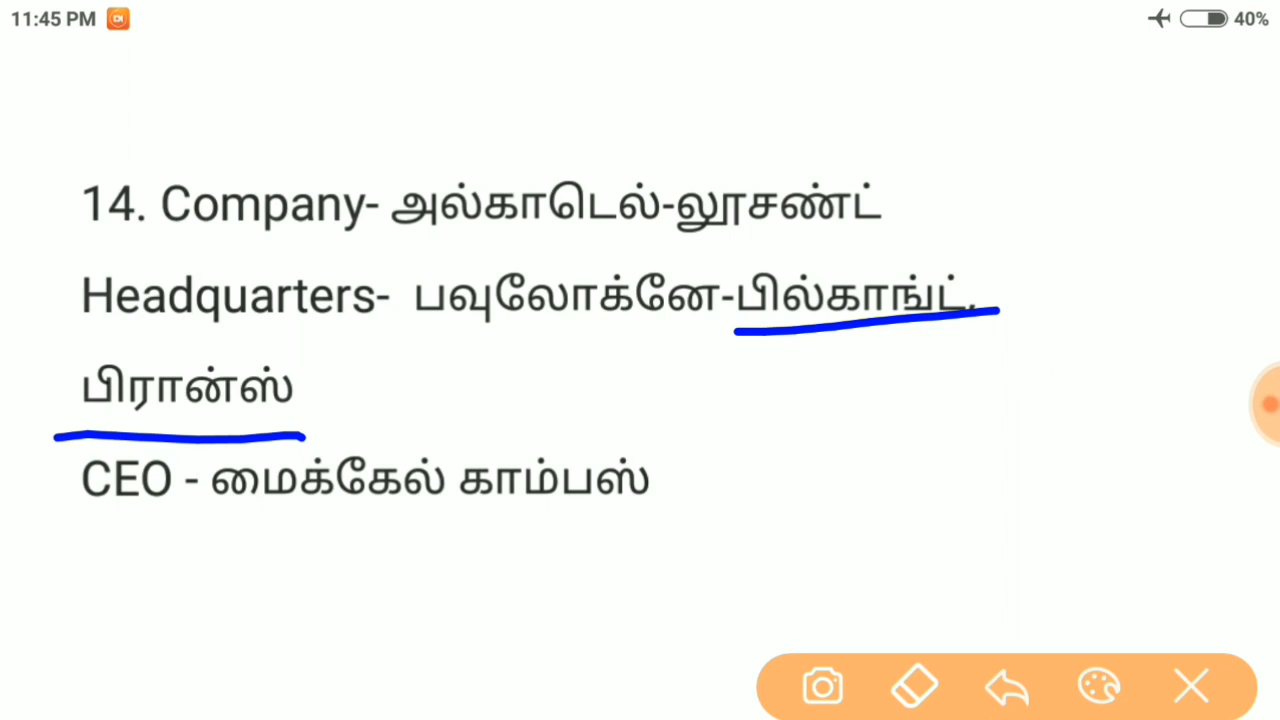 11:45 PM 40%
14. Company- அல்காடெல்-லூசண்ட்
Headquarters- பவுலோக்னே-பில்காங்ட்,
பிரான்ஸ்
CEO - மைக்கேல் காம்பஸ்